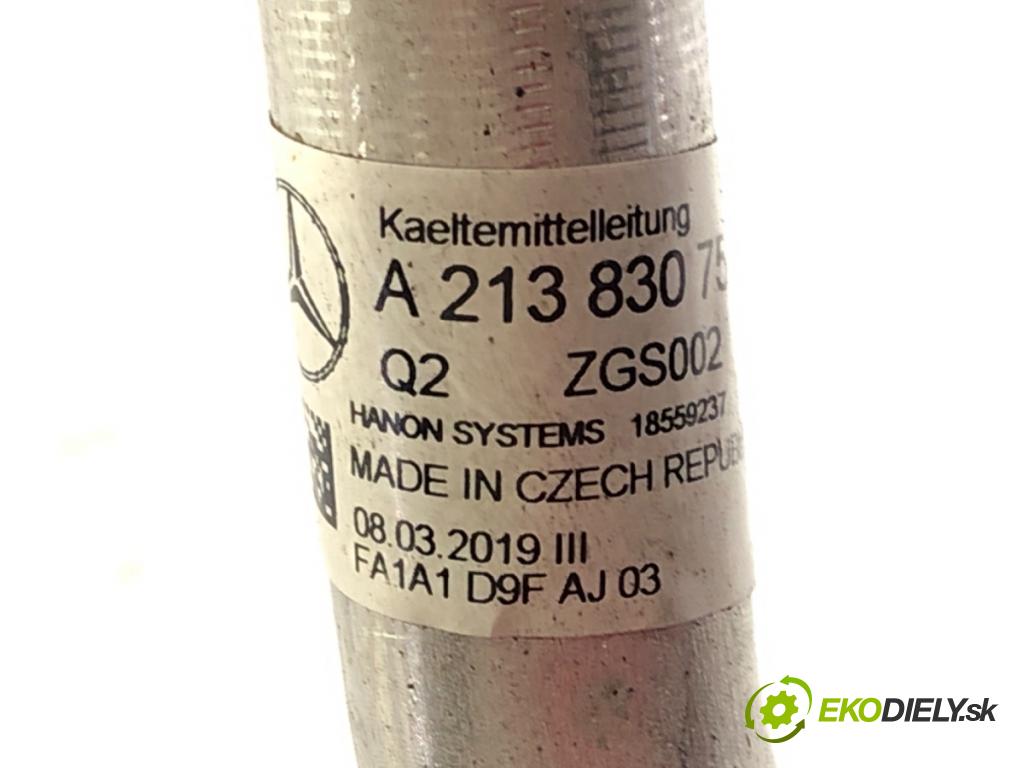 Kaeltemittelleitung
A 213 830 75
Q2 ZGS002
HANON SYSTEMS 18559237
MADE IN CZECH
08.03.2019 III
FA1A1 D9F AJ 03
EKODIELY.sk